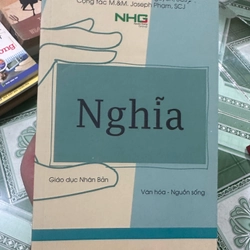 Cộng tác M.&M. Joseph Phạm, SCJ
NHG
Nghĩa
Giáo dục Nhân Bản
Văn hóa - Nguồn sống